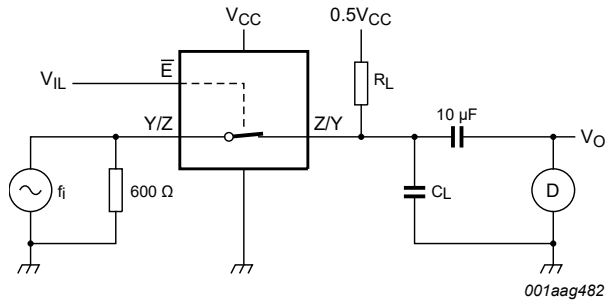 VCC
0.5VCC
E̅
VIL
RL
10 µF
Y/Z
Z/Y
VO
fi
600 Ω
CL
D
001aag482